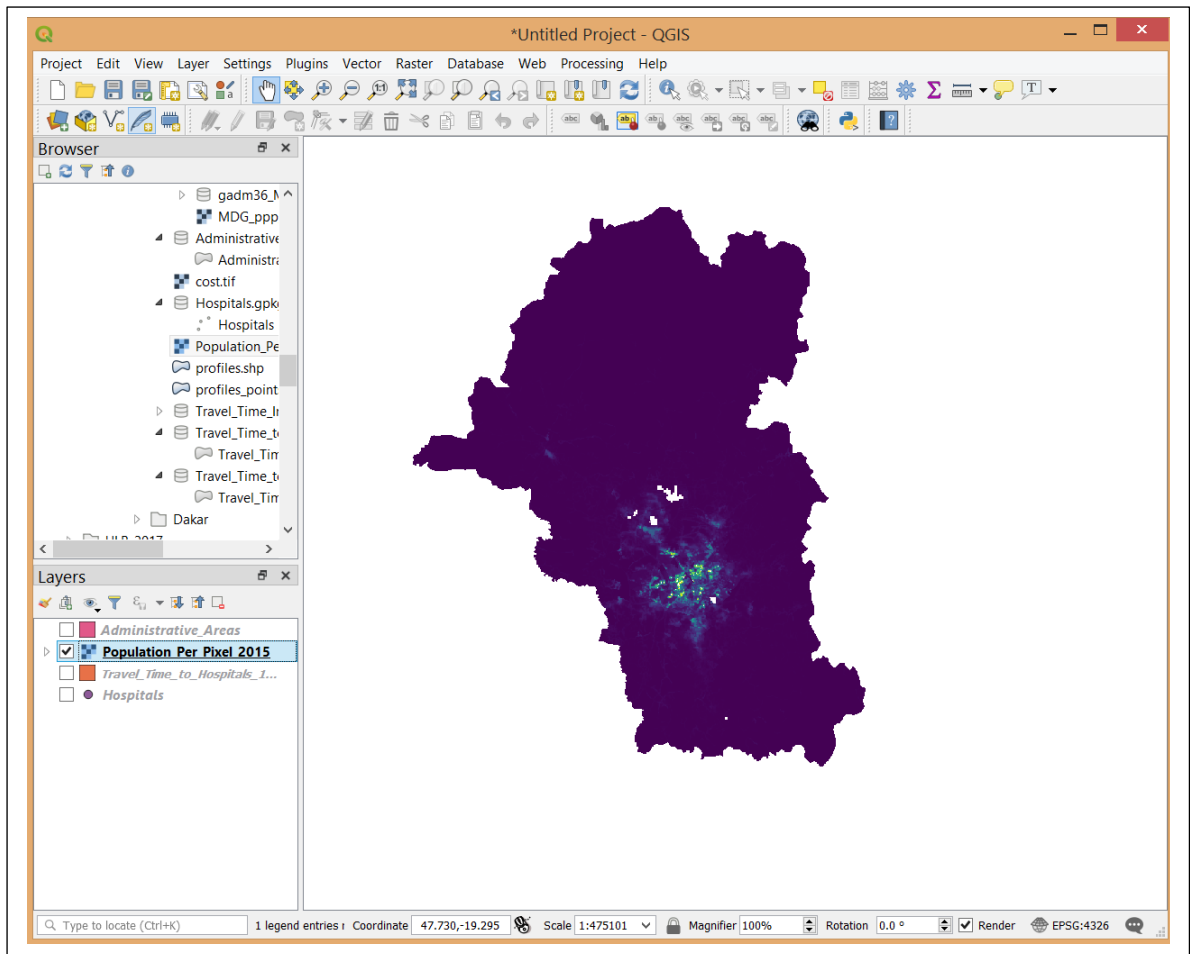 *Untitled Project - QGIS
Project Edit View Layer Settings Plugins Vector Raster Database Web Processing Help
Browser
gadm36_M
MDG_ppp
Administrative
Administra
cost.tif
Hospitals.gpk
Hospitals
Population_Pe
profiles.shp
profiles_point
Travel_Time_I
Travel_Time_t
Travel_Tim
Travel_Time_t
Travel_Tim
Dakar
Layers
Administrative_Areas
Population Per Pixel 2015
Travel_Time_to_Hospitals_1...
Hospitals
Type to locate (Ctrl+K) 1 legend entries r Coordinate 47.730,-19.295 Scale 1:475101 Magnifier 100% Rotation 0.0 ° Render EPSG:4326